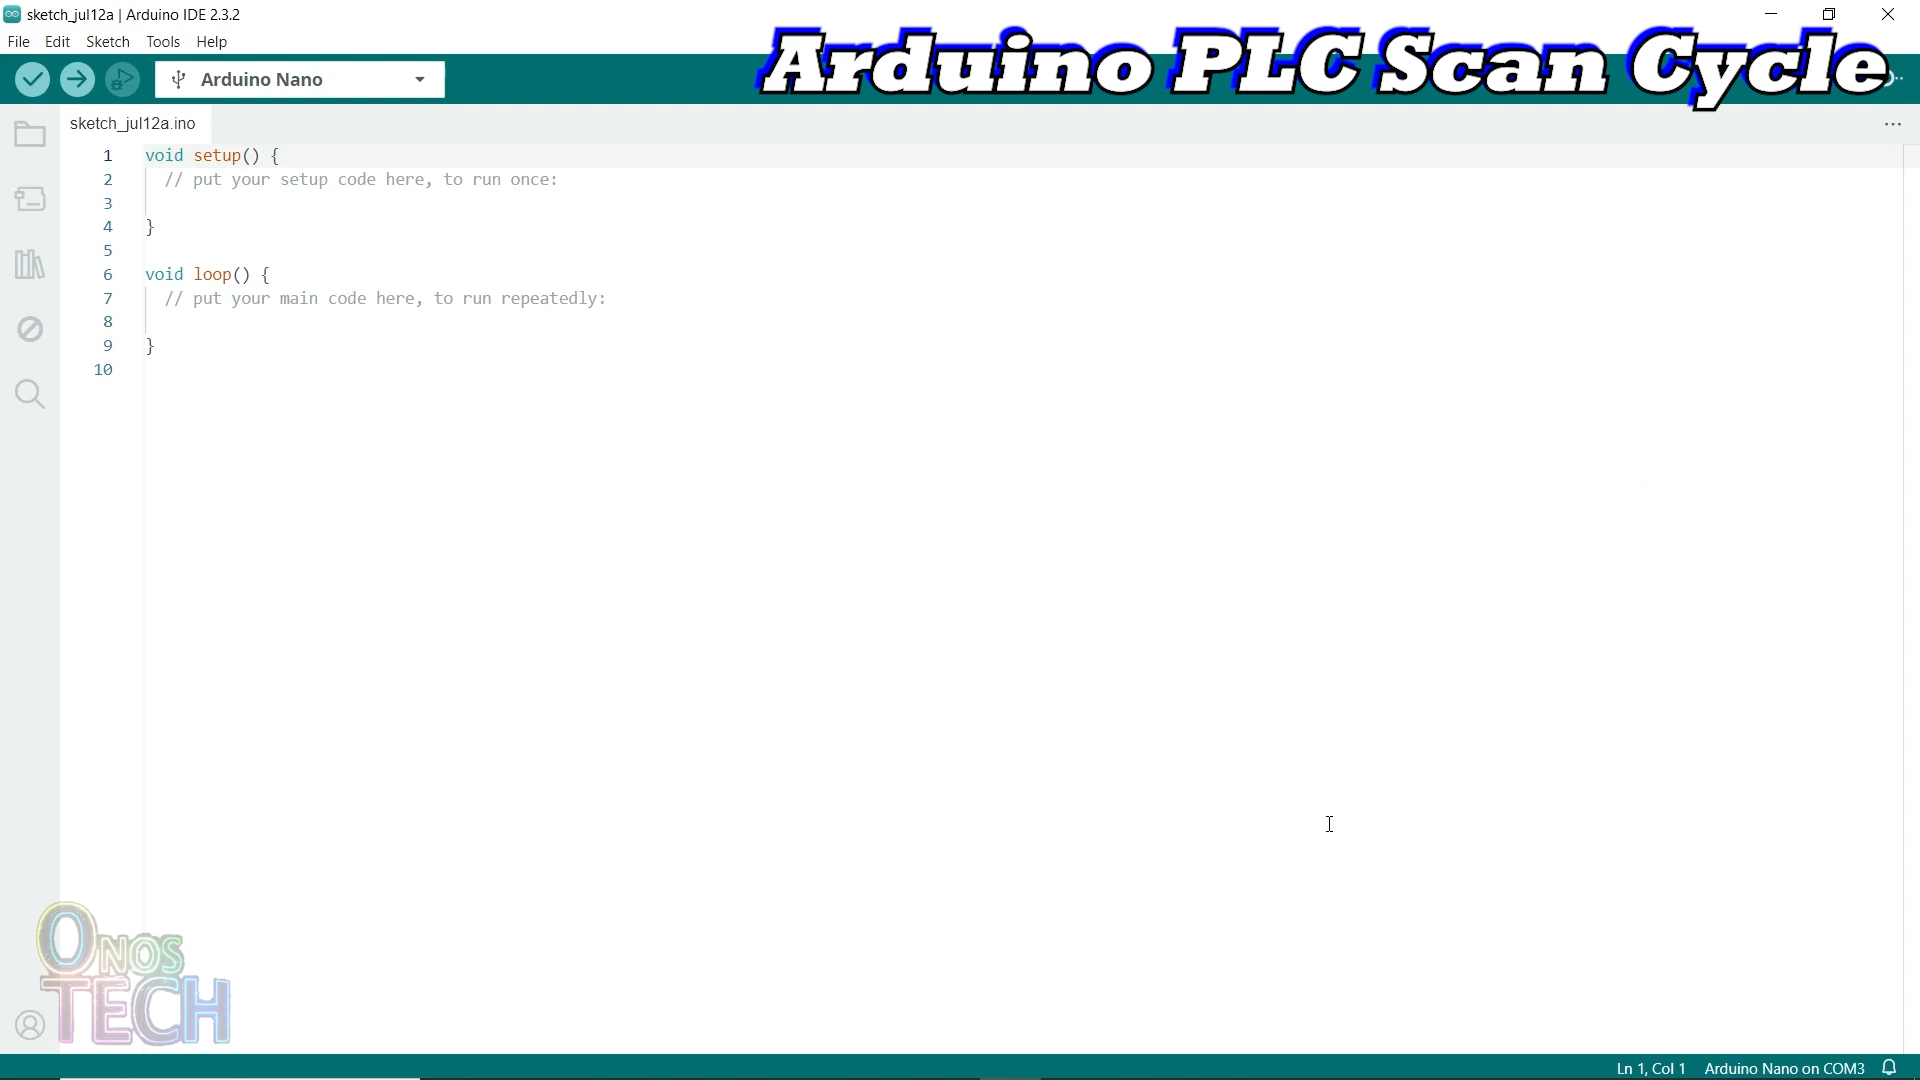 sketch_jul12a | Arduino IDE 2.3.2
File Edit Sketch Tools Help
Arduino Nano
Arduino PLC Scan Cycle
sketch_jul12a.ino
1 void setup() {
2 // put your setup code here, to run once:
3
4 }
5
6 void loop() {
7 // put your main code here, to run repeatedly:
8
9 }
10
ONOS
TECH
Ln 1, Col 1 Arduino Nano on COM3